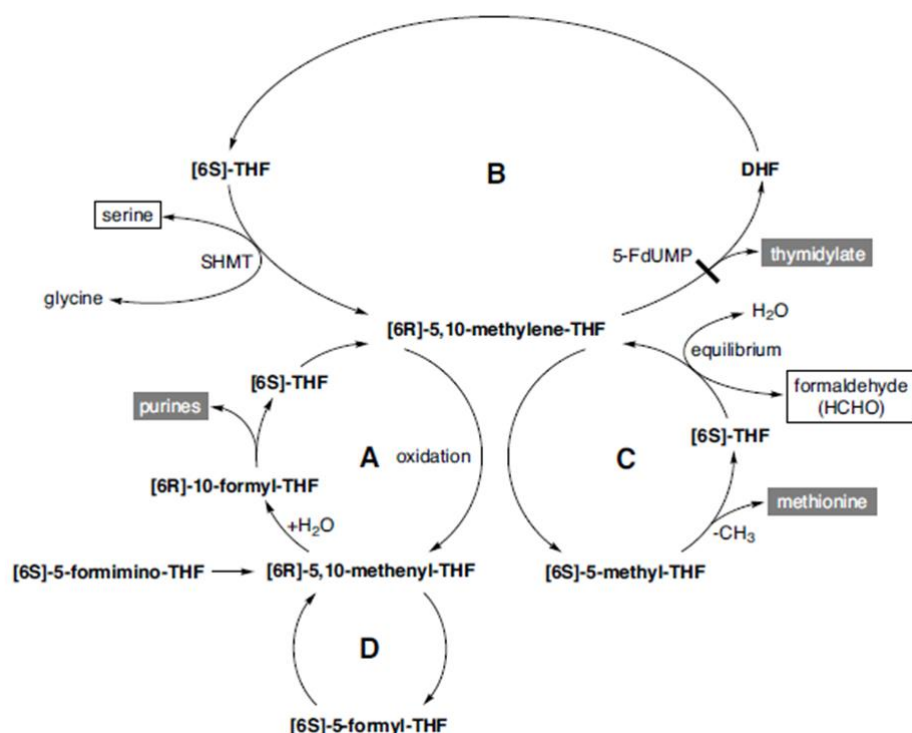 [6S]-THF
B
DHF
serine
SHMT
5-FdUMP
thymidylate
glycine
H₂O
[6R]-5,10-methylene-THF
equilibrium
[6S]-THF
formaldehyde
(HCHO)
purines
[6S]-THF
A
oxidation
C
[6R]-10-formyl-THF
methionine
+H₂O
-CH₃
[6S]-5-formimino-THF
[6R]-5,10-methenyl-THF
[6S]-5-methyl-THF
D
[6S]-5-formyl-THF